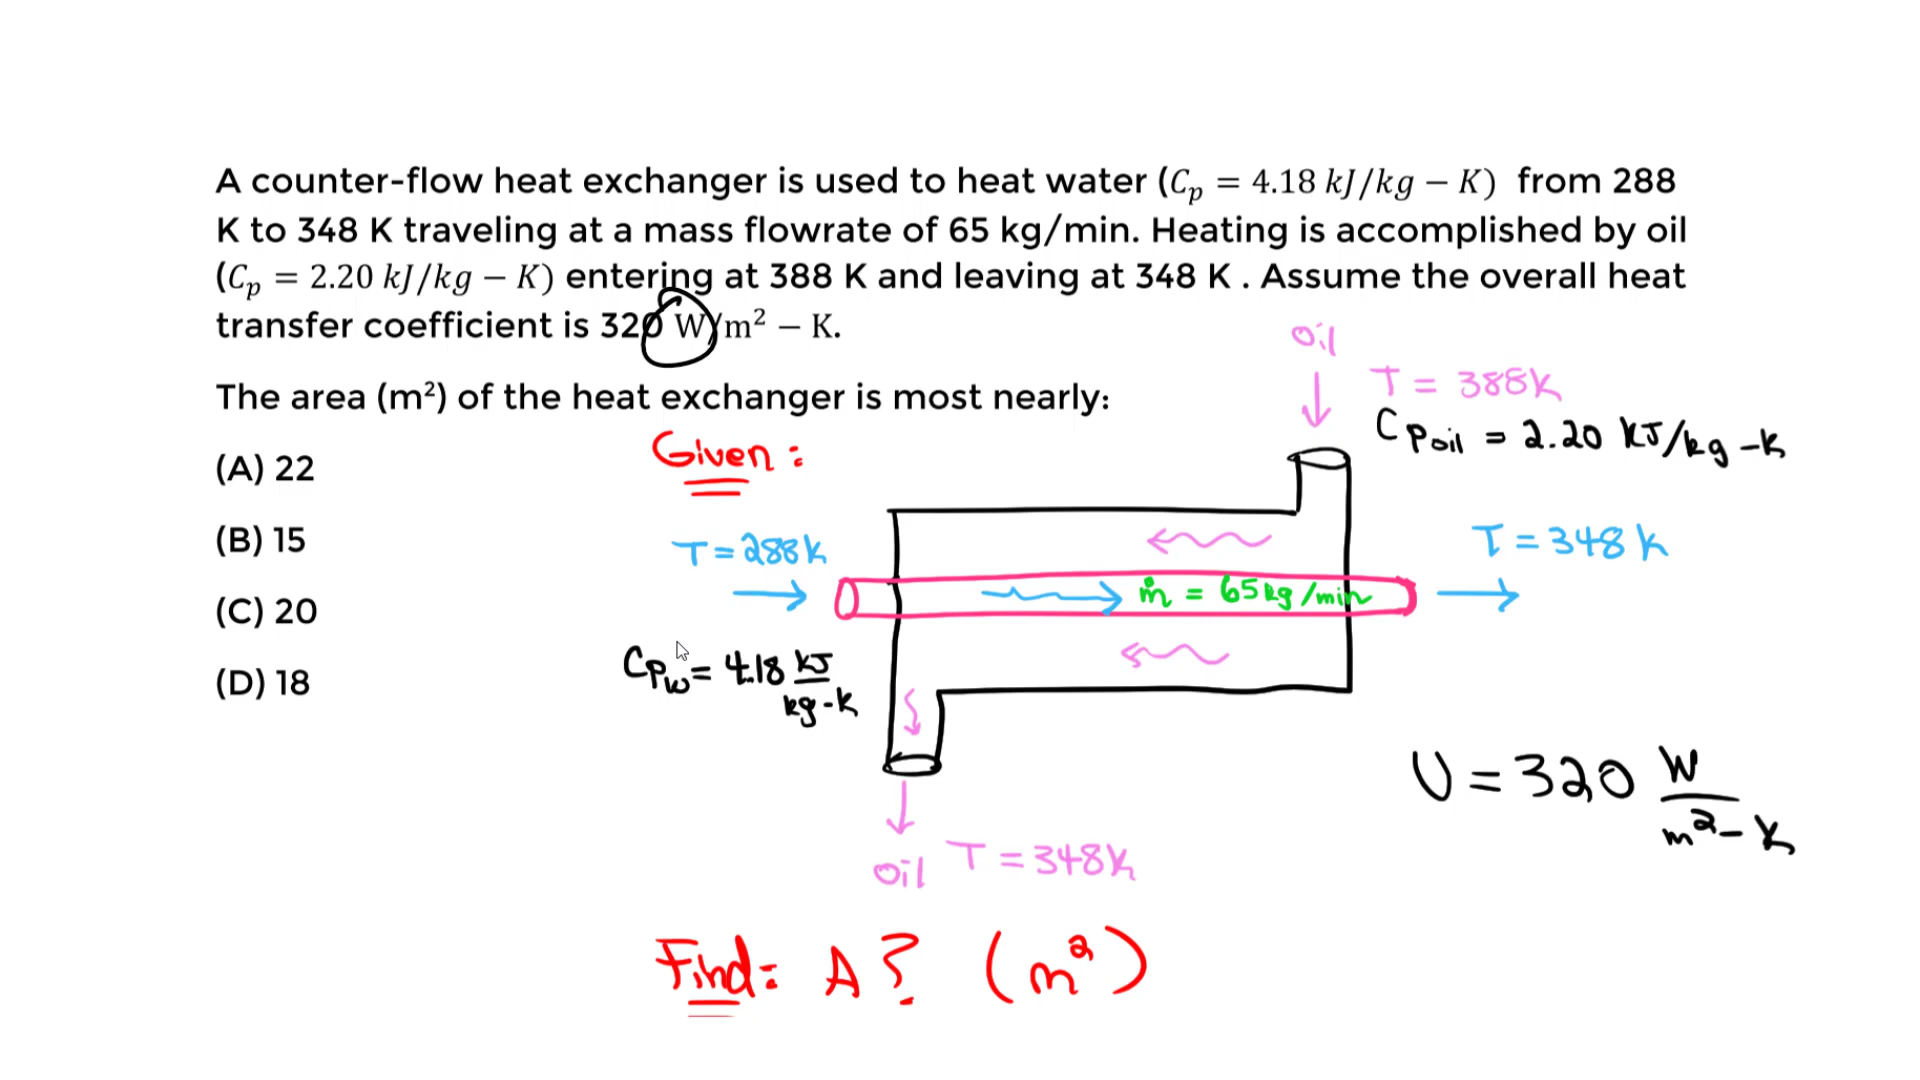 A counter-flow heat exchanger is used to heat water (Cₚ = 4.18 kJ/kg − K) from 288
K to 348 K traveling at a mass flowrate of 65 kg/min. Heating is accomplished by oil
(Cₚ = 2.20 kJ/kg − K) entering at 388 K and leaving at 348 K . Assume the overall heat
transfer coefficient is 320 W/m² − K.
The area (m²) of the heat exchanger is most nearly:
(A) 22
(B) 15
(C) 20
(D) 18
Given:
oil
T = 388K
Cp oil = 2.20 kJ/kg-K
T = 288K
ṁ = 65kg/min
T = 348K
Cpw = 4.18 kJ
kg-K
U = 320 W
m²-K
oil T = 348K
Find: A? (m²)